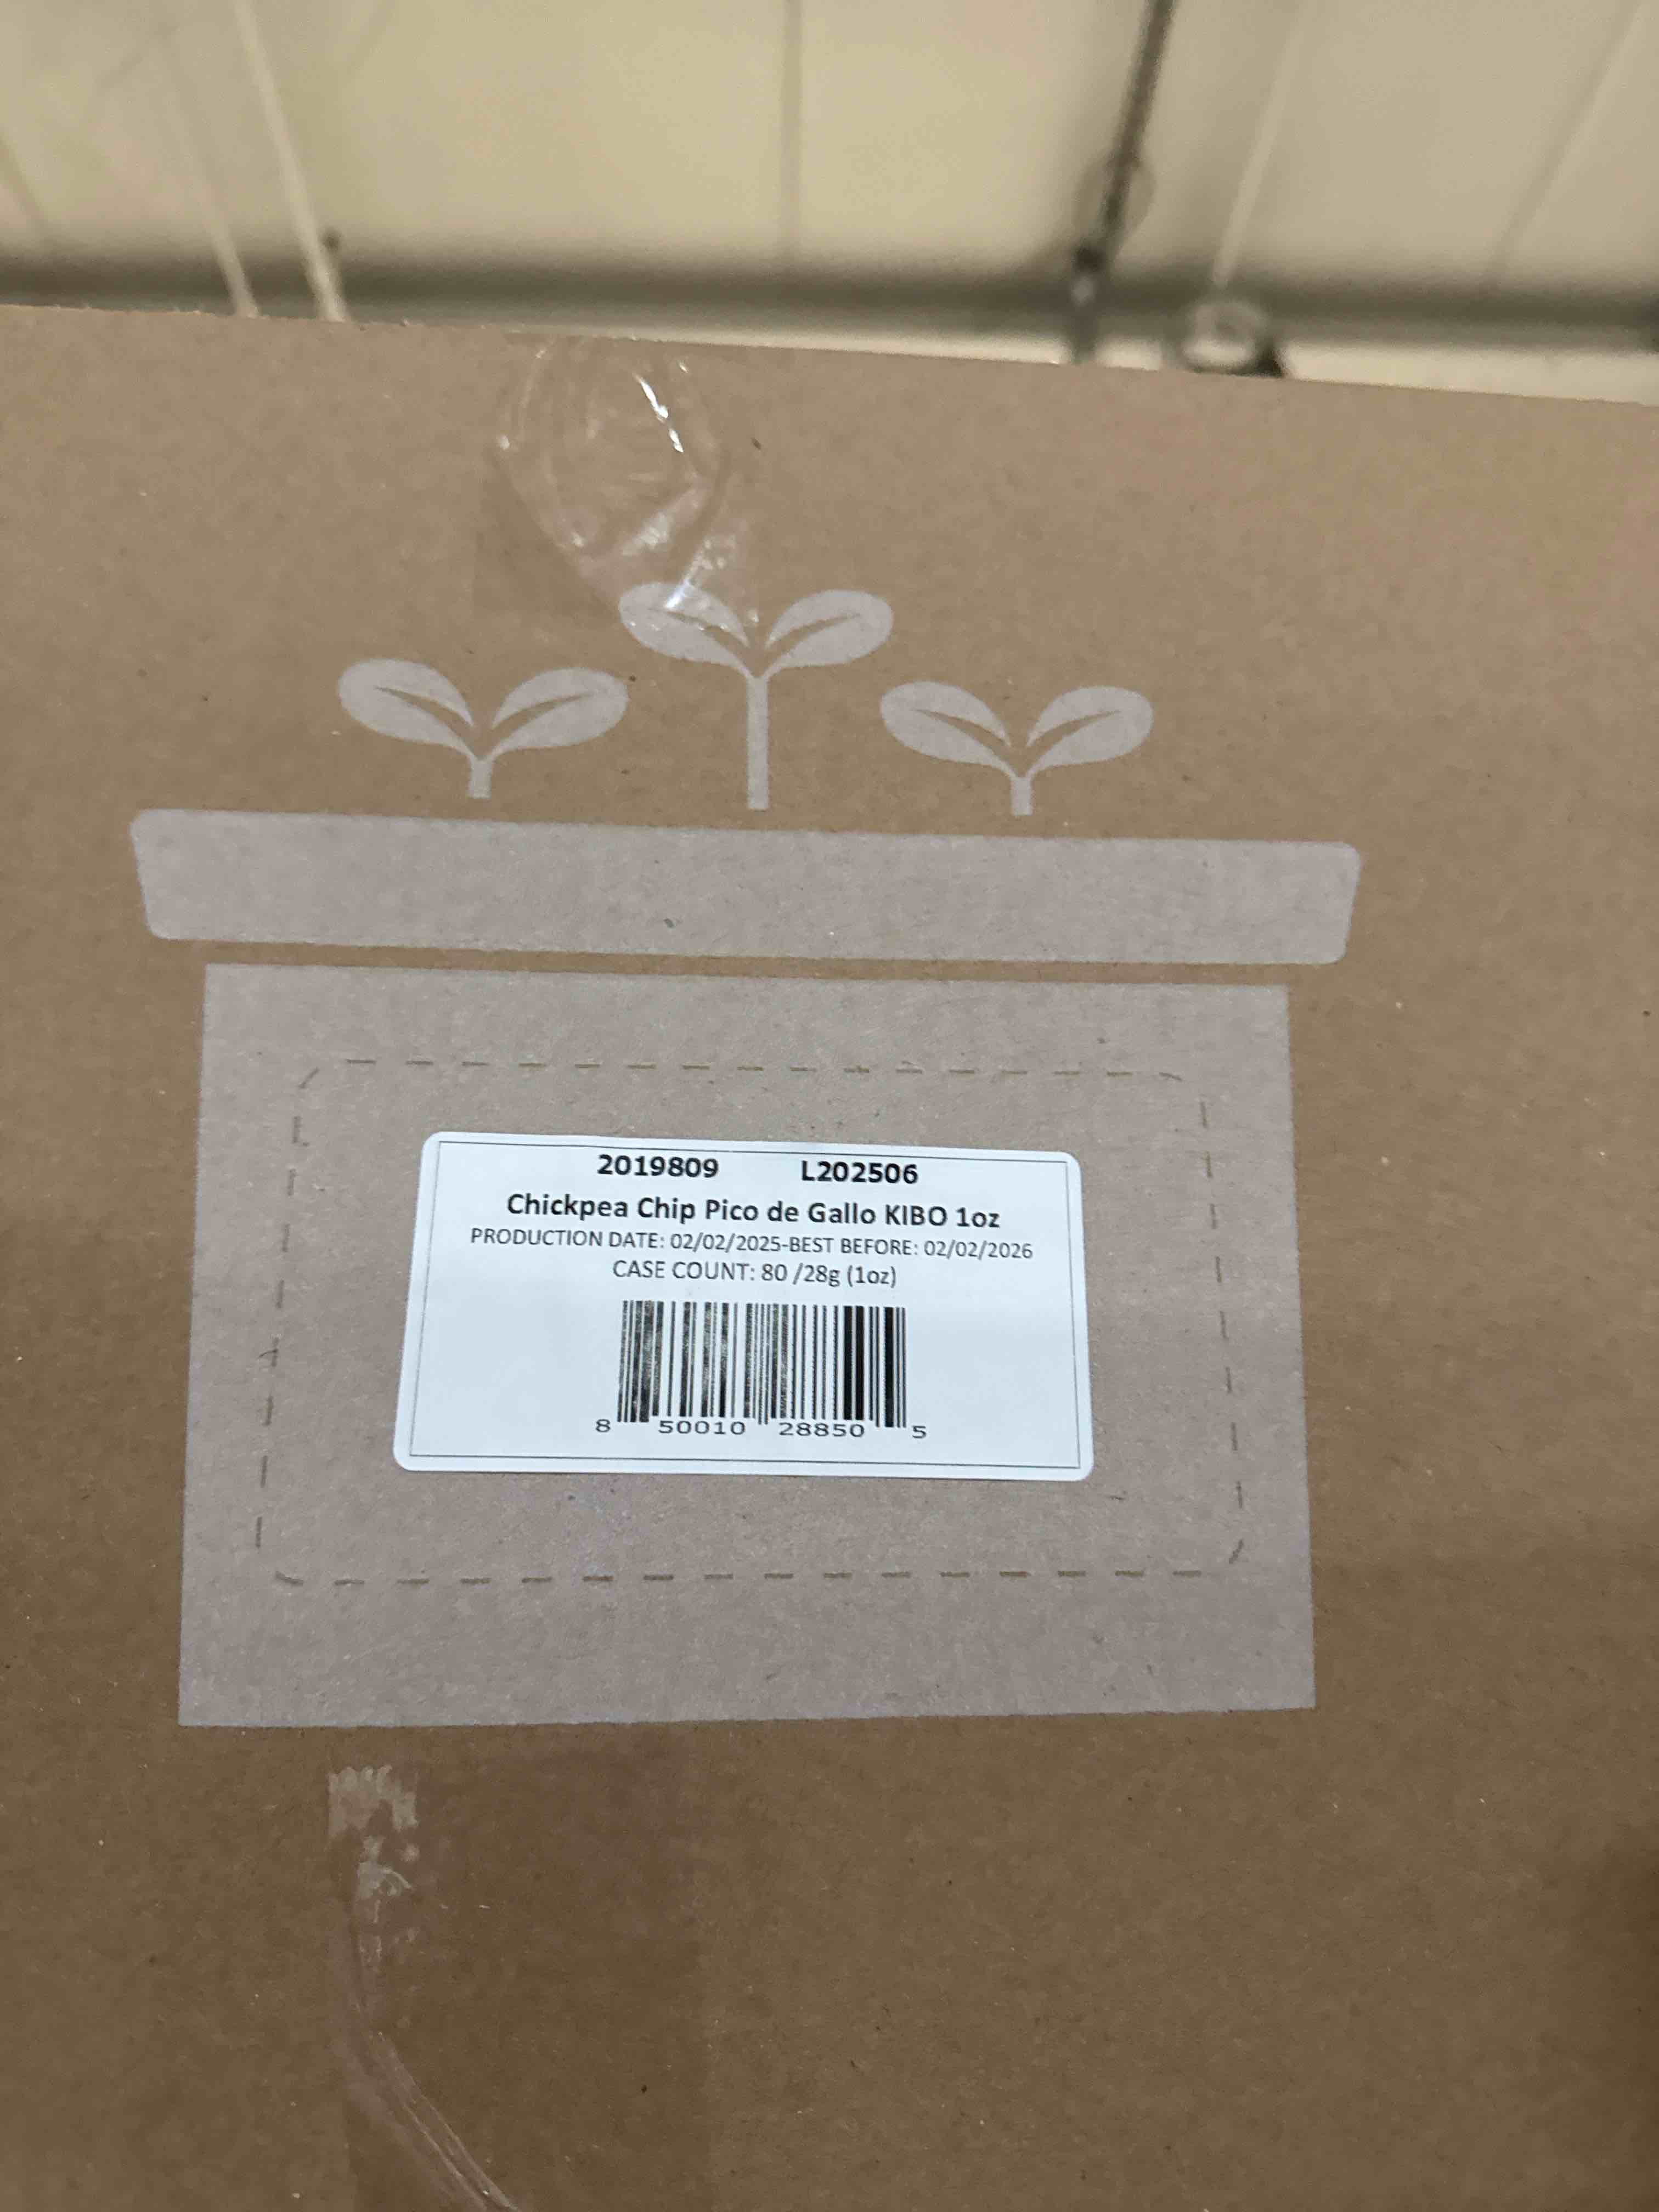 2019809 L202506
Chickpea Chip Pico de Gallo KIBO 1oz
PRODUCTION DATE: 02/02/2025-BEST BEFORE: 02/02/2026
CASE COUNT: 80 /28g (1oz)
8 50010 28850 5